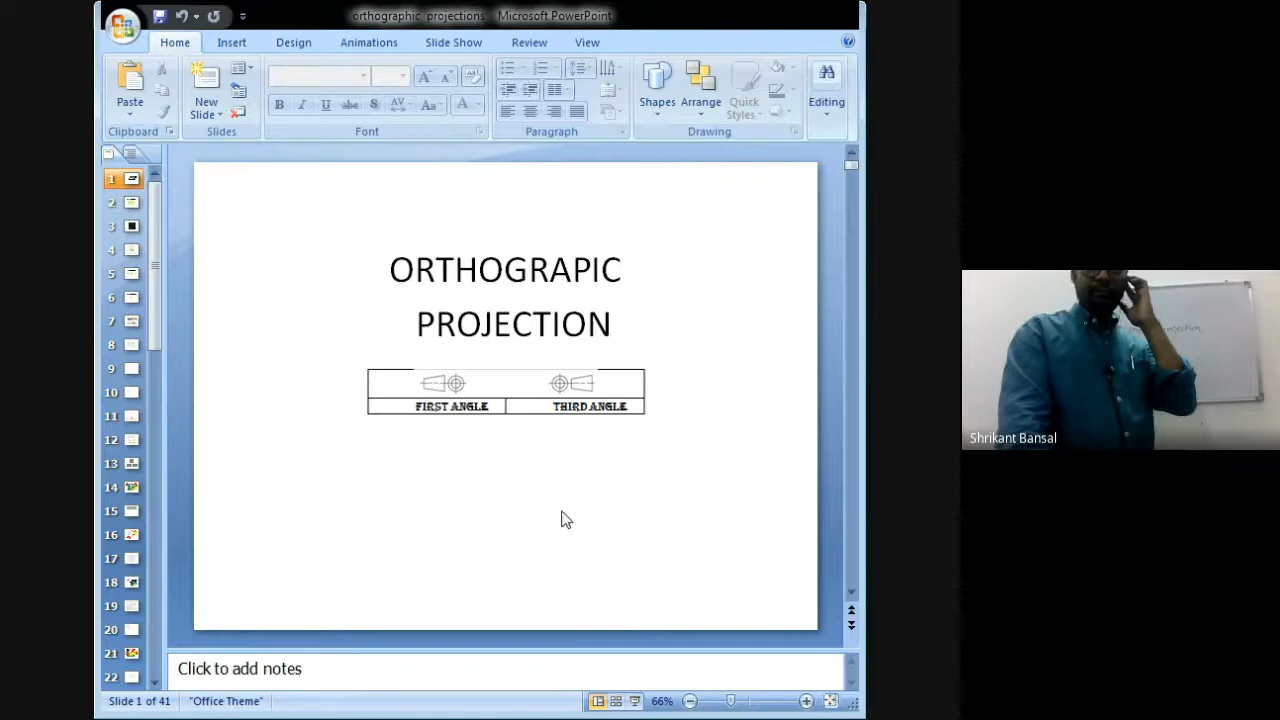 orthographic projections - Microsoft PowerPoint
Home Insert Design Animations Slide Show Review View
Paste
New
Slide
Shapes Arrange Quick
Styles
Editing
Clipboard Slides Font Paragraph Drawing
1
2
3
4
5
6
7
8
9
10
11
12
13
14
15
16
17
18
19
20
21
22
ORTHOGRAPIC
PROJECTION
FIRST ANGLE THIRD ANGLE
Click to add notes
Slide 1 of 41 "Office Theme" 66%
projection
Shrikant Bansal